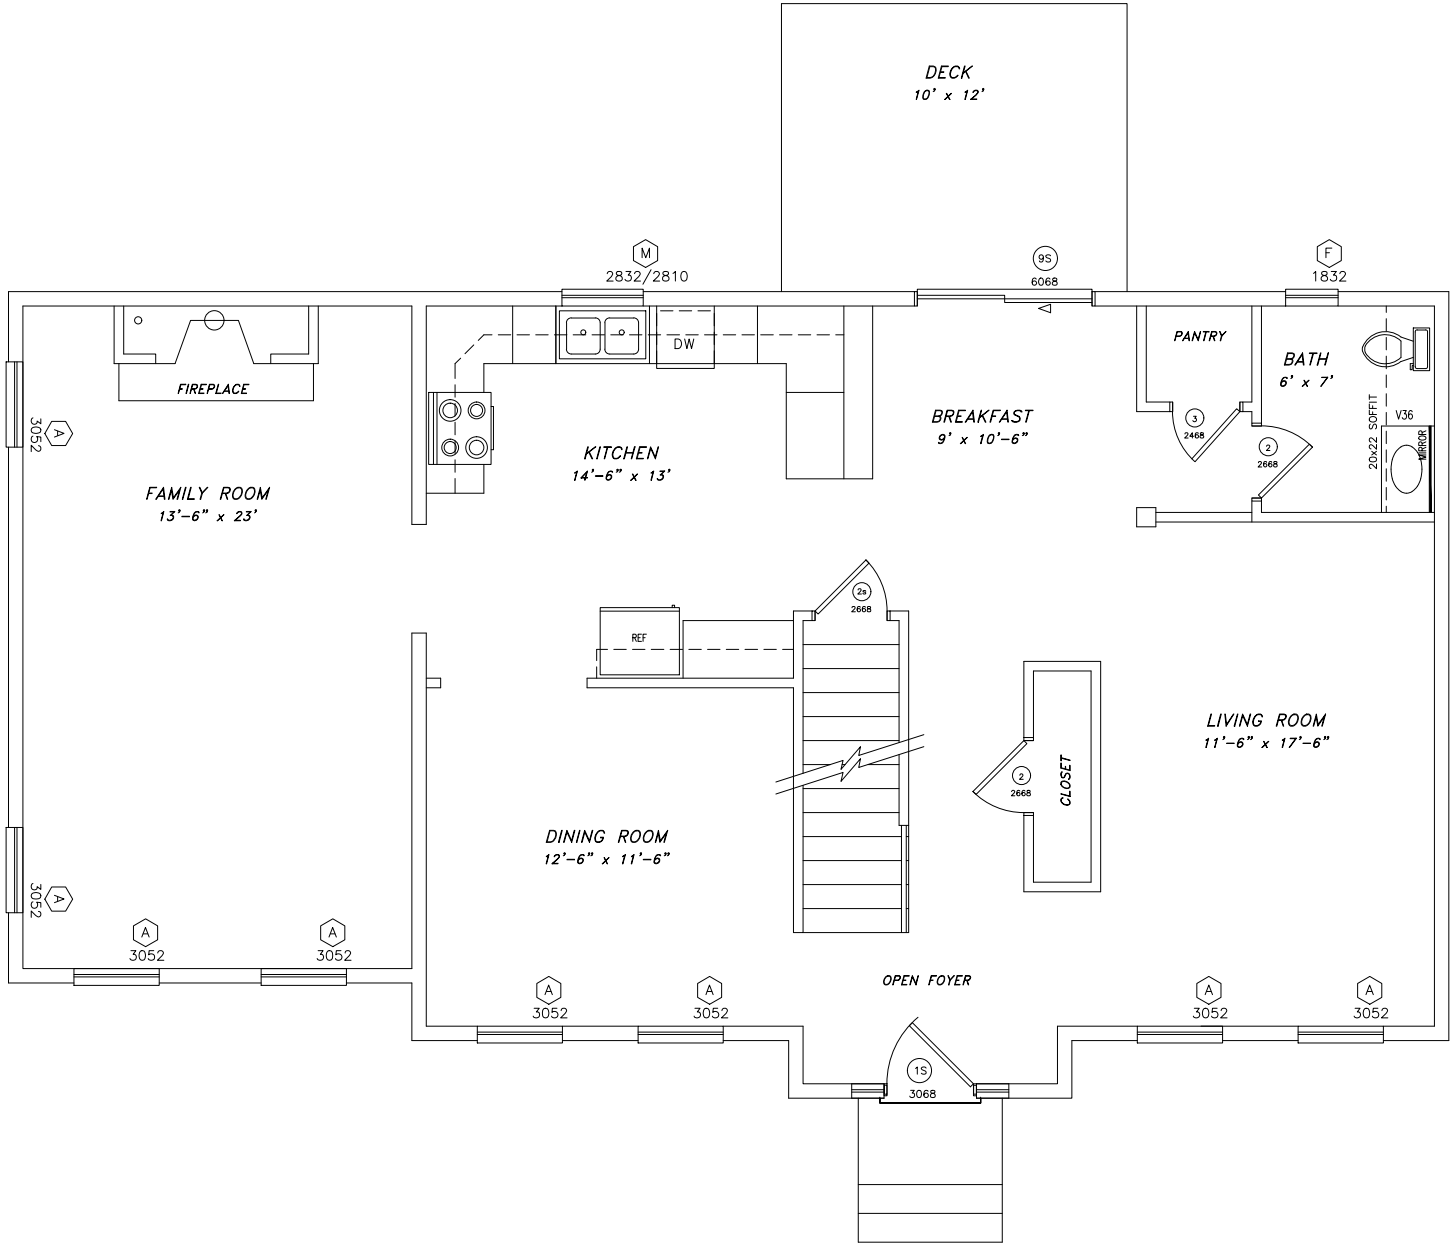 DECK
10' x 12'
M
2832/2810
9S
6068
F
1832
FIREPLACE
DW
PANTRY
BATH
6' x 7'
3052
A
KITCHEN
14'-6" x 13'
BREAKFAST
9' x 10'-6"
3
2468
2
2668
20x22 SOFFIT
V36
MIRROR
FAMILY ROOM
13'-6" x 23'
2s
2668
REF
LIVING ROOM
11'-6" x 17'-6"
2
2668
CLOSET
DINING ROOM
12'-6" x 11'-6"
3052
A
A
3052
A
3052
OPEN FOYER
A
3052
A
3052
A
3052
A
3052
1S
3068